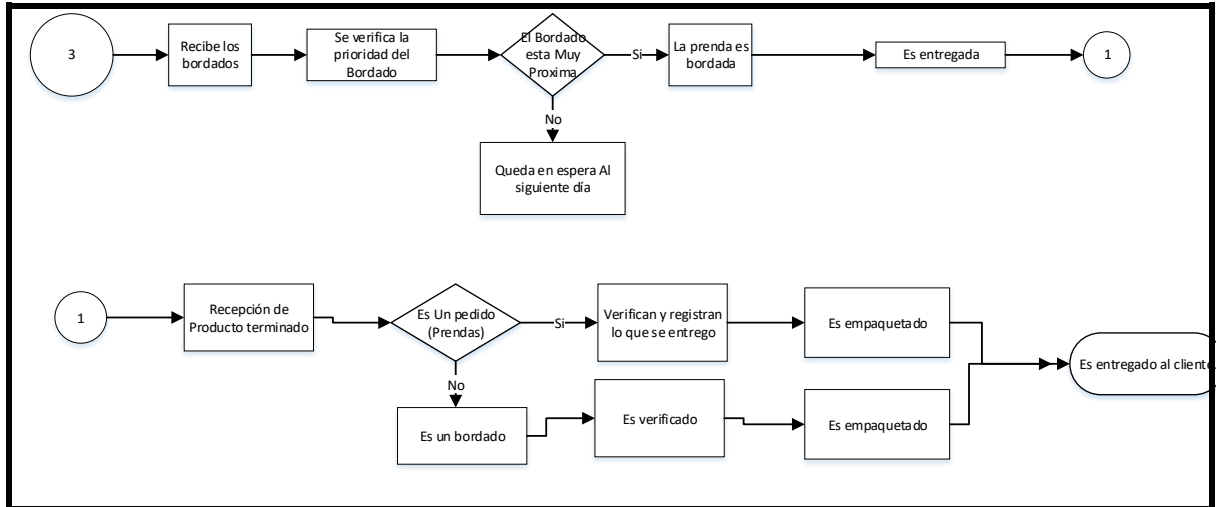 3
Recibe los
bordados
Se verifica la
prioridad del
Bordado
El Bordado
esta Muy
Proxima
Si
La prenda es
bordada
Es entregada
1
No
Queda en espera Al
siguiente día
1
Recepción de
Producto terminado
Es Un pedido
(Prendas)
Si
Verifican y registran
lo que se entrego
Es empaquetado
Es entregado al cliente.
No
Es un bordado
Es verificado
Es empaquetado